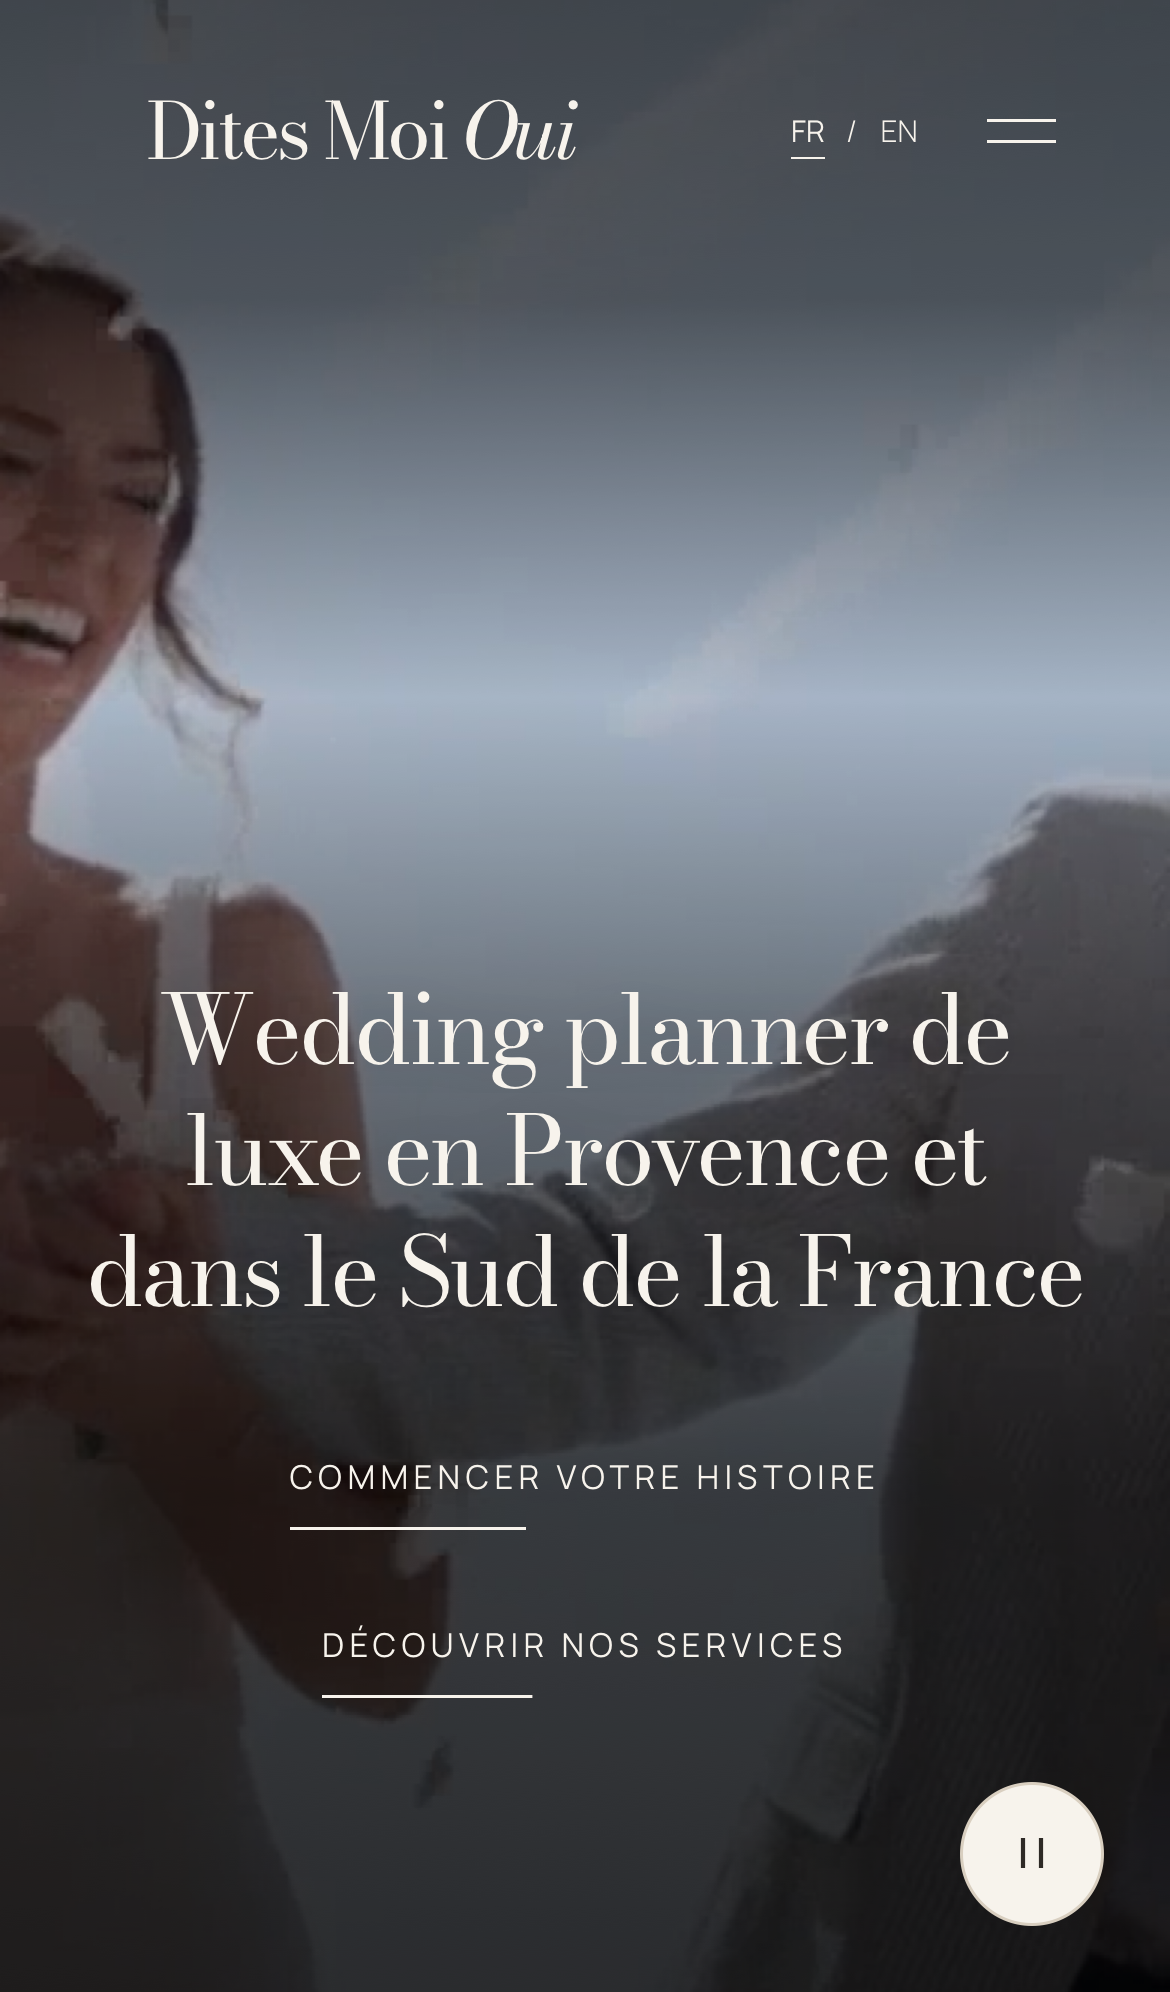 Dites Moi Oui
FR / EN
Wedding planner de
luxe en Provence et
dans le Sud de la France
COMMENCER VOTRE HISTOIRE
DÉCOUVRIR NOS SERVICES